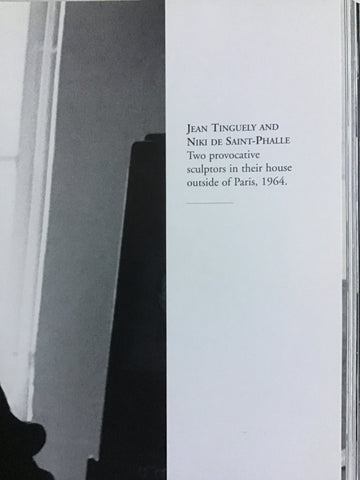 JEAN TINGUELY AND
NIKI DE SAINT-PHALLE
Two provocative
sculptors in their house
outside of Paris, 1964.